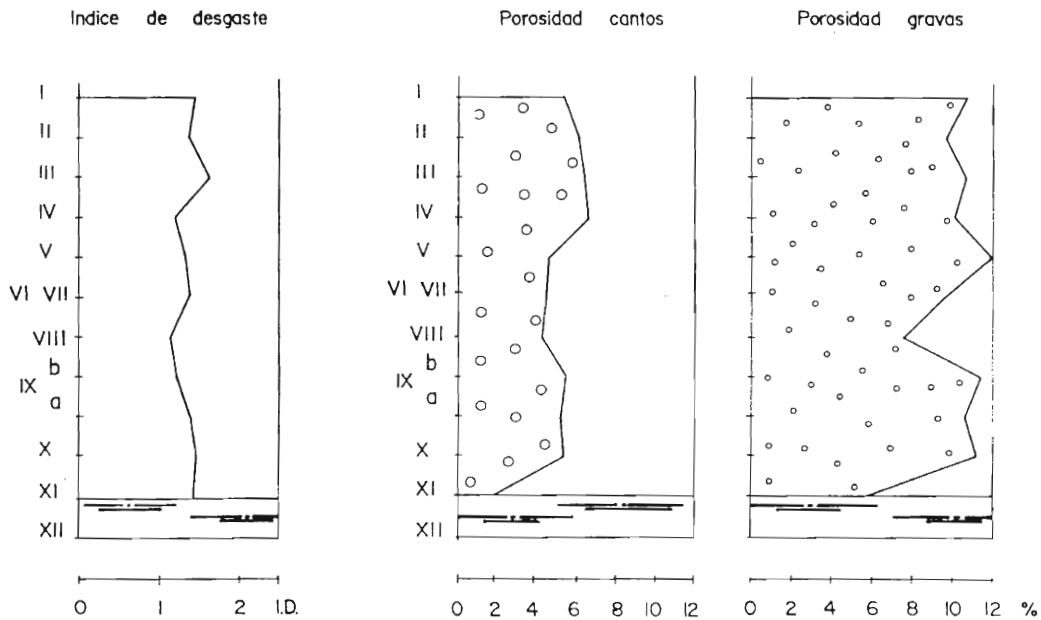 Indice de desgaste
Porosidad cantos
Porosidad gravas
I
II
III
IV
V
VI VII
VIII
b
IX
a
X
XI
XII
0 1 2 I.D.
I
II
III
IV
V
VI VII
VIII
b
IX
a
X
XI
XII
0 2 4 6 8 10 12
0 2 4 6 8 10 12 %